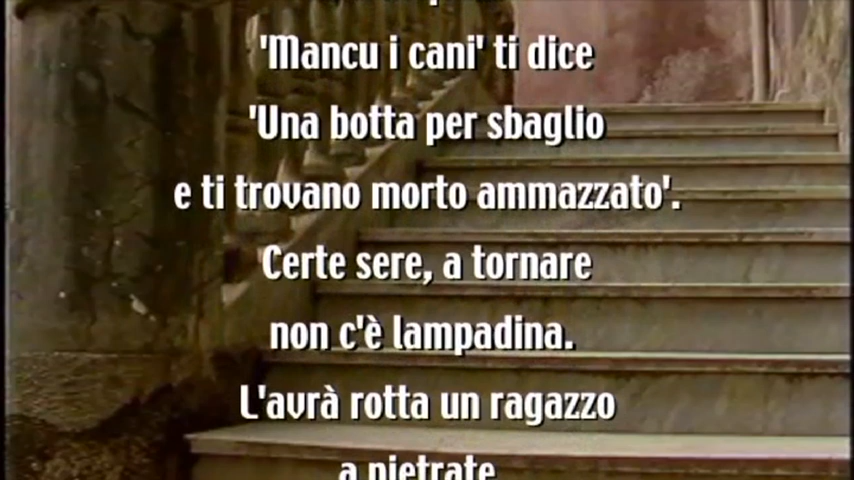 'Mancu i cani' ti dice
'Una botta per sbaglio
e ti trovano morto ammazzato'.
Certe sere, a tornare
non c'è lampadina.
L'avrà rotta un ragazzo
a pietrate